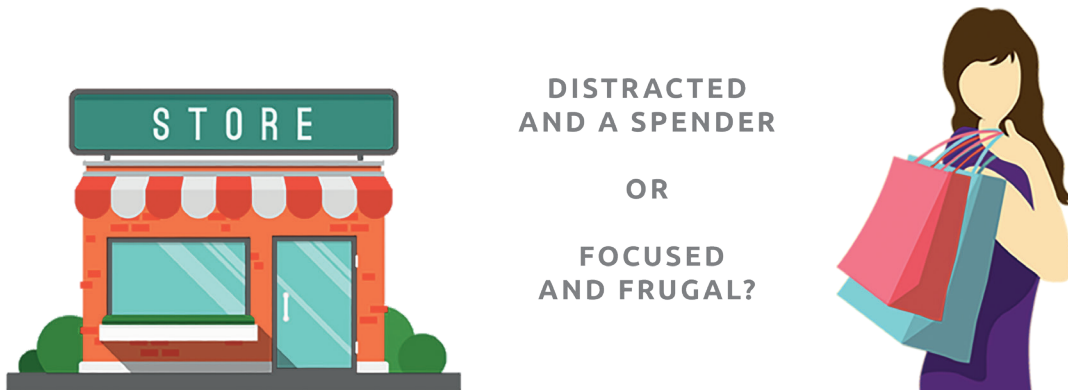 STORE
DISTRACTED
AND A SPENDER
OR
FOCUSED
AND FRUGAL?